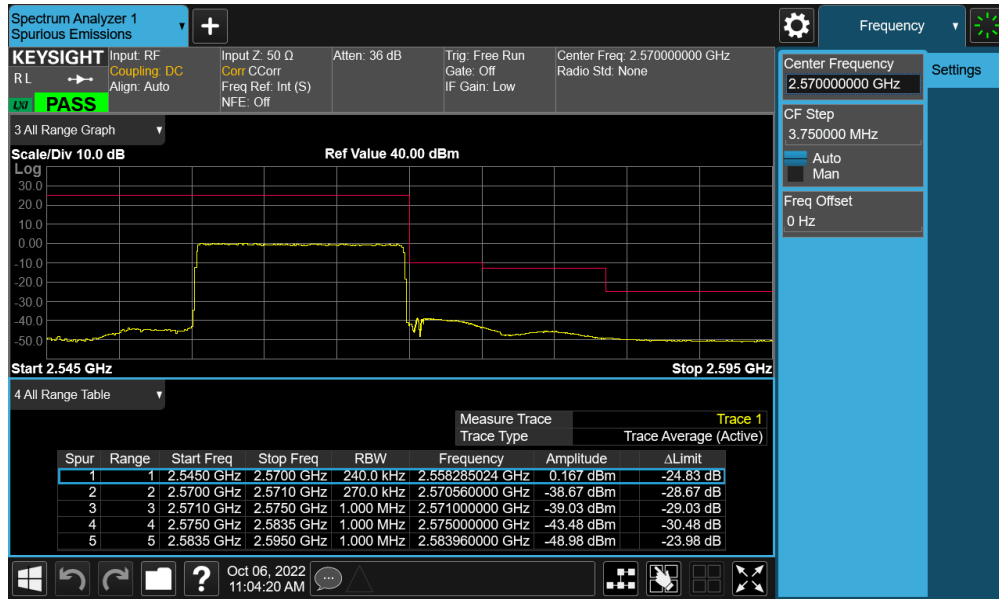 Spectrum Analyzer 1
Spurious Emissions
Frequency
KEYSIGHT
R L
LXI
PASS
Input: RF
Coupling: DC
Align: Auto
Input Z: 50 Ω
Corr CCorr
Freq Ref: Int (S)
NFE: Off
Atten: 36 dB
Trig: Free Run
Gate: Off
IF Gain: Low
Center Freq: 2.570000000 GHz
Radio Std: None
Center Frequency
2.570000000 GHz
Settings
CF Step
3.750000 MHz
Auto
Man
Freq Offset
0 Hz
3 All Range Graph
Scale/Div 10.0 dB
Ref Value 40.00 dBm
Log
30.0
20.0
10.0
0.00
-10.0
-20.0
-30.0
-40.0
-50.0
Start 2.545 GHz
Stop 2.595 GHz
4 All Range Table
Measure Trace Trace 1
Trace Type Trace Average (Active)
Spur Range Start Freq Stop Freq RBW Frequency Amplitude ΔLimit
1 1 2.5450 GHz 2.5700 GHz 240.0 kHz 2.558285024 GHz 0.167 dBm -24.83 dB
2 2 2.5700 GHz 2.5710 GHz 270.0 kHz 2.570560000 GHz -38.67 dBm -28.67 dB
3 3 2.5710 GHz 2.5750 GHz 1.000 MHz 2.571000000 GHz -39.03 dBm -29.03 dB
4 4 2.5750 GHz 2.5835 GHz 1.000 MHz 2.575000000 GHz -43.48 dBm -30.48 dB
5 5 2.5835 GHz 2.5950 GHz 1.000 MHz 2.583960000 GHz -48.98 dBm -23.98 dB
?
Oct 06, 2022
11:04:20 AM